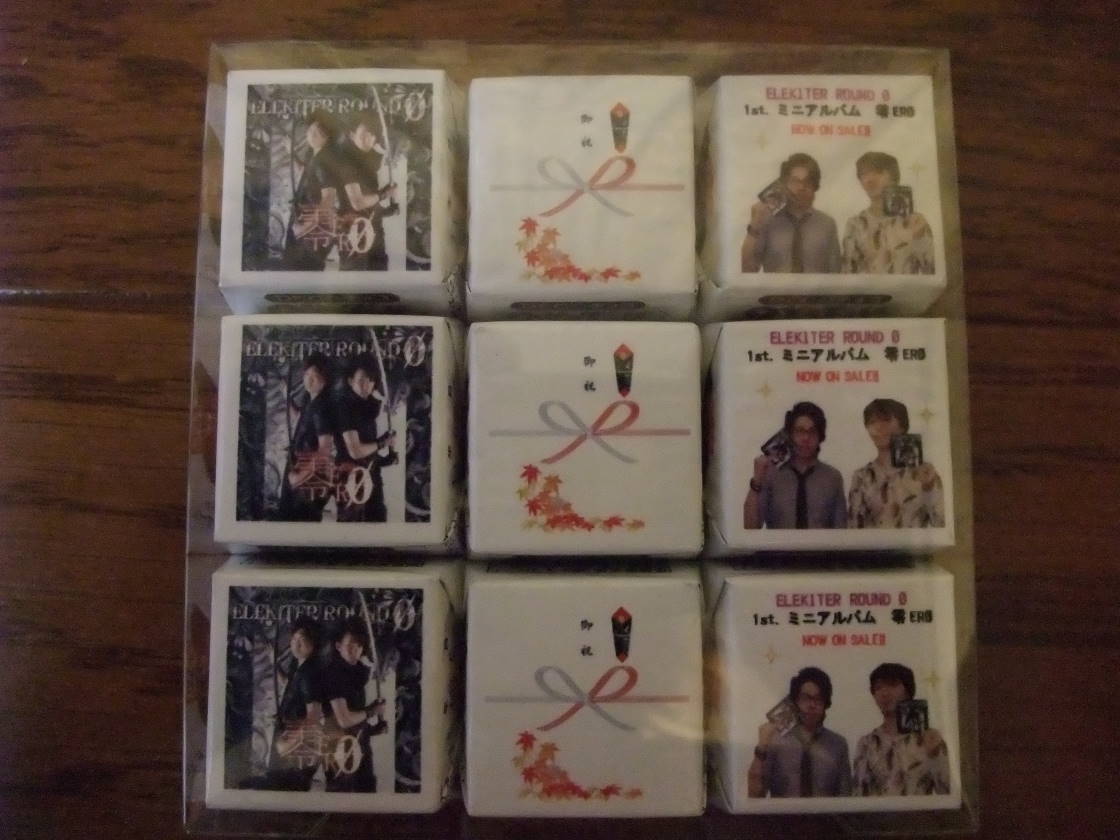 ELEKITER ROUND 0
零
ER0
御祝
ELEKITER ROUND 0
1st. ミニアルバム 零 ER0
NOW ON SALE!!
ELEKITER ROUND 0
零
ER0
御祝
ELEKITER ROUND 0
1st. ミニアルバム 零 ER0
NOW ON SALE!!
ELEKITER ROUND 0
零
ER0
御祝
ELEKITER ROUND 0
1st. ミニアルバム 零 ER0
NOW ON SALE!!